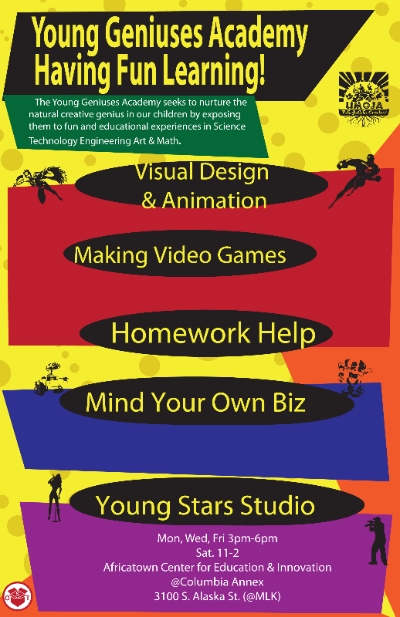 Young Geniuses Academy
Having Fun Learning!
The Young Geniuses Academy seeks to nurture the
natural creative genius in our children by exposing
them to fun and educational experiences in Science
Technology Engineering Art & Math.
UMOJA
Visual Design
& Animation
Making Video Games
Homework Help
Mind Your Own Biz
Young Stars Studio
Mon, Wed, Fri 3pm-6pm
Sat. 11-2
Africatown Center for Education & Innovation
@Columbia Annex
3100 S. Alaska St. (@MLK)